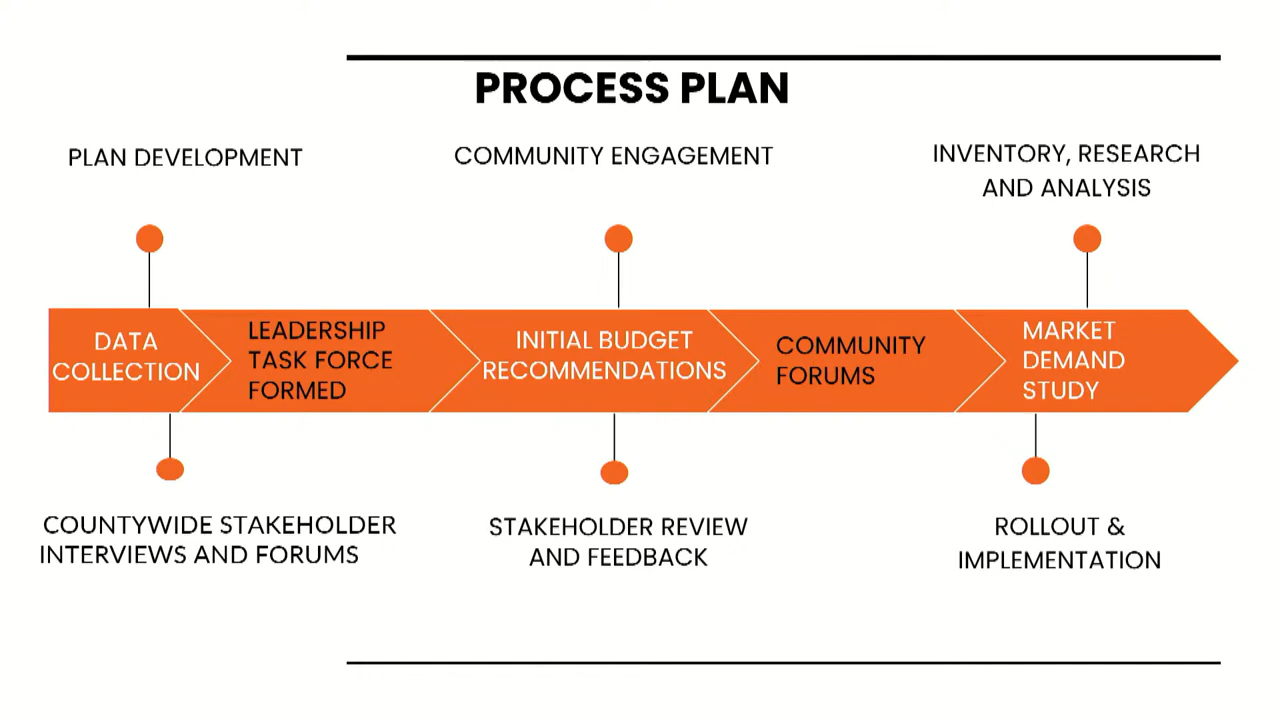 PROCESS PLAN
PLAN DEVELOPMENT
COMMUNITY ENGAGEMENT
INVENTORY, RESEARCH
AND ANALYSIS
DATA
COLLECTION
LEADERSHIP
TASK FORCE
FORMED
INITIAL BUDGET
RECOMMENDATIONS
COMMUNITY
FORUMS
MARKET
DEMAND
STUDY
COUNTYWIDE STAKEHOLDER
INTERVIEWS AND FORUMS
STAKEHOLDER REVIEW
AND FEEDBACK
ROLLOUT &
IMPLEMENTATION